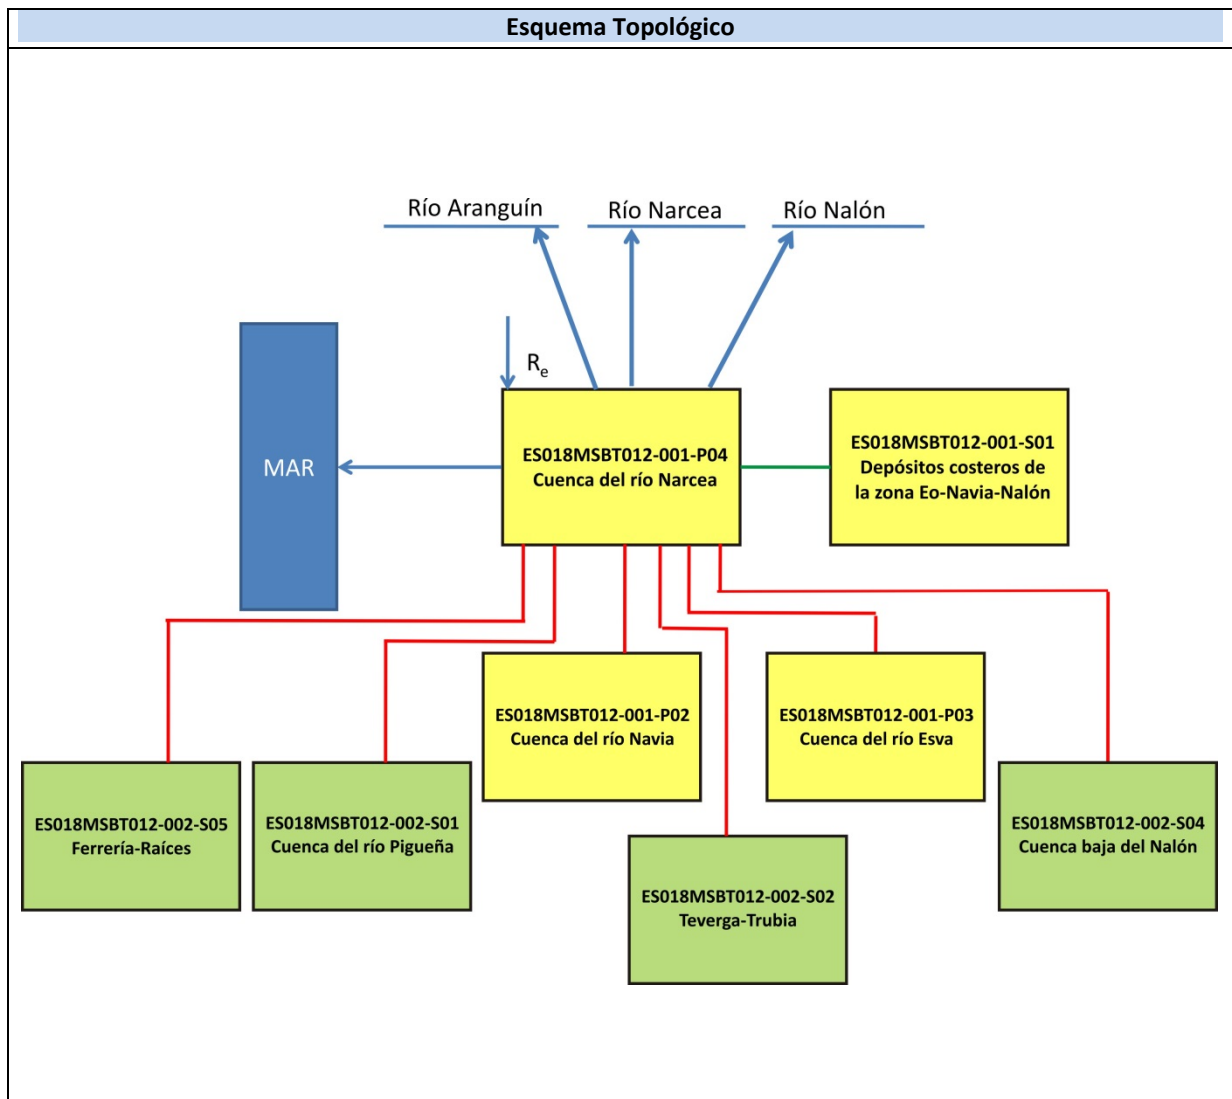 Esquema Topológico
Río Aranguín
Río Narcea
Río Nalón
Re
MAR
ES018MSBT012-001-P04
Cuenca del río Narcea
ES018MSBT012-001-S01
Depósitos costeros de
la zona Eo-Navia-Nalón
ES018MSBT012-001-P02
Cuenca del río Navia
ES018MSBT012-001-P03
Cuenca del río Esva
ES018MSBT012-002-S05
Ferrería-Raíces
ES018MSBT012-002-S01
Cuenca del río Pigueña
ES018MSBT012-002-S04
Cuenca baja del Nalón
ES018MSBT012-002-S02
Teverga-Trubia